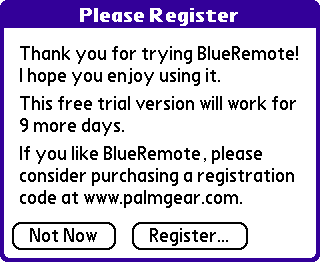 Please Register
Thank you for trying BlueRemote!
I hope you enjoy using it.
This free trial version will work for
9 more days.
If you like BlueRemote, please
consider purchasing a registration
code at www.palmgear.com.
Not Now
Register...